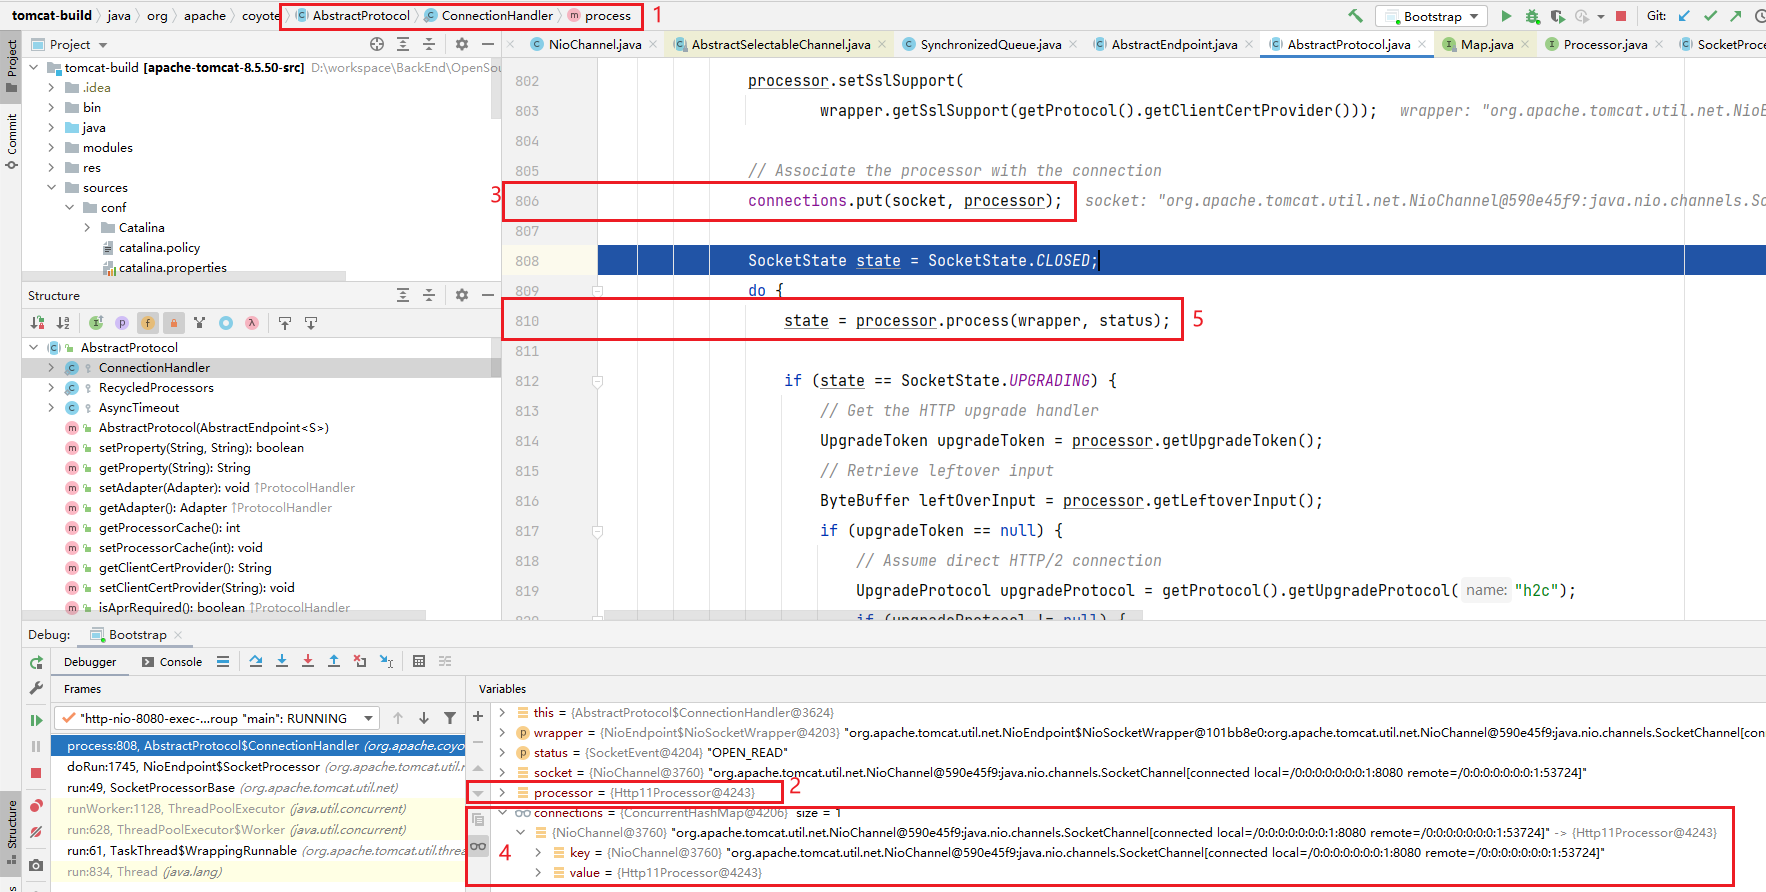 tomcat-build java org apache coyote AbstractProtocol ConnectionHandler process 1 Bootstrap Git:
Project NioChannel.java AbstractSelectableChannel.java SynchronizedQueue.java AbstractEndpoint.java AbstractProtocol.java Map.java Processor.java SocketProce
Project
Commit
Structure
tomcat-build [apache-tomcat-8.5.50-src] D:\workspace\BackEnd\OpenSou
.idea
bin
java
modules
res
sources
conf
Catalina
catalina.policy
catalina.properties
Structure
AbstractProtocol
ConnectionHandler
RecycledProcessors
AsyncTimeout
AbstractProtocol(AbstractEndpoint<S>)
setProperty(String, String): boolean
getProperty(String): String
setAdapter(Adapter): void ↑ProtocolHandler
getAdapter(): Adapter ↑ProtocolHandler
getProcessorCache(): int
setProcessorCache(int): void
getClientCertProvider(): String
setClientCertProvider(String): void
isAprRequired(): boolean ↑ProtocolHandler
802 processor.setSslSupport(
803 wrapper.getSslSupport(getProtocol().getClientCertProvider())); wrapper: "org.apache.tomcat.util.net.NioE
804
805 // Associate the processor with the connection
3 806 connections.put(socket, processor); socket: "org.apache.tomcat.util.net.NioChannel@590e45f9:java.nio.channels.So
807
808 SocketState state = SocketState.CLOSED;
809 do {
810 state = processor.process(wrapper, status); 5
811
812 if (state == SocketState.UPGRADING) {
813 // Get the HTTP upgrade handler
814 UpgradeToken upgradeToken = processor.getUpgradeToken();
815 // Retrieve leftover input
816 ByteBuffer leftOverInput = processor.getLeftoverInput();
817 if (upgradeToken == null) {
818 // Assume direct HTTP/2 connection
819 UpgradeProtocol upgradeProtocol = getProtocol().getUpgradeProtocol( name: "h2c");
820 if (upgradeProtocol != null) {
Debug: Bootstrap
Debugger Console
Frames
"http-nio-8080-exec-...roup "main": RUNNING
process:808, AbstractProtocol$ConnectionHandler (org.apache.coyo
doRun:1745, NioEndpoint$SocketProcessor (org.apache.tomcat.util.n
run:49, SocketProcessorBase (org.apache.tomcat.util.net)
runWorker:1128, ThreadPoolExecutor (java.util.concurrent)
run:628, ThreadPoolExecutor$Worker (java.util.concurrent)
run:61, TaskThread$WrappingRunnable (org.apache.tomcat.util.threa
run:834, Thread (java.lang)
Variables
this = {AbstractProtocol$ConnectionHandler@3624}
wrapper = {NioEndpoint$NioSocketWrapper@4203} "org.apache.tomcat.util.net.NioEndpoint$NioSocketWrapper@101bb8e0:org.apache.tomcat.util.net.NioChannel@590e45f9:java.nio.channels.SocketChannel[con
status = {SocketEvent@4204} "OPEN_READ"
socket = {NioChannel@3760} "org.apache.tomcat.util.net.NioChannel@590e45f9:java.nio.channels.SocketChannel[connected local=/0:0:0:0:0:0:0:1:8080 remote=/0:0:0:0:0:0:0:1:53724]"
processor = {Http11Processor@4243} 2
connections = {ConcurrentHashMap@4206} size = 1
{NioChannel@3760} "org.apache.tomcat.util.net.NioChannel@590e45f9:java.nio.channels.SocketChannel[connected local=/0:0:0:0:0:0:0:1:8080 remote=/0:0:0:0:0:0:0:1:53724]" -> {Http11Processor@4243}
4 key = {NioChannel@3760} "org.apache.tomcat.util.net.NioChannel@590e45f9:java.nio.channels.SocketChannel[connected local=/0:0:0:0:0:0:0:1:8080 remote=/0:0:0:0:0:0:0:1:53724]"
value = {Http11Processor@4243}